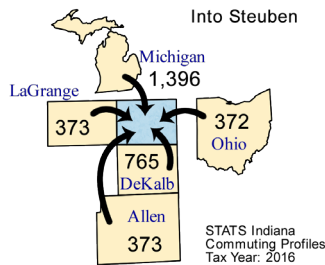 Into Steuben
Michigan
1,396
LaGrange
373
372
Ohio
765
DeKalb
Allen
373
STATS Indiana
Commuting Profiles
Tax Year: 2016